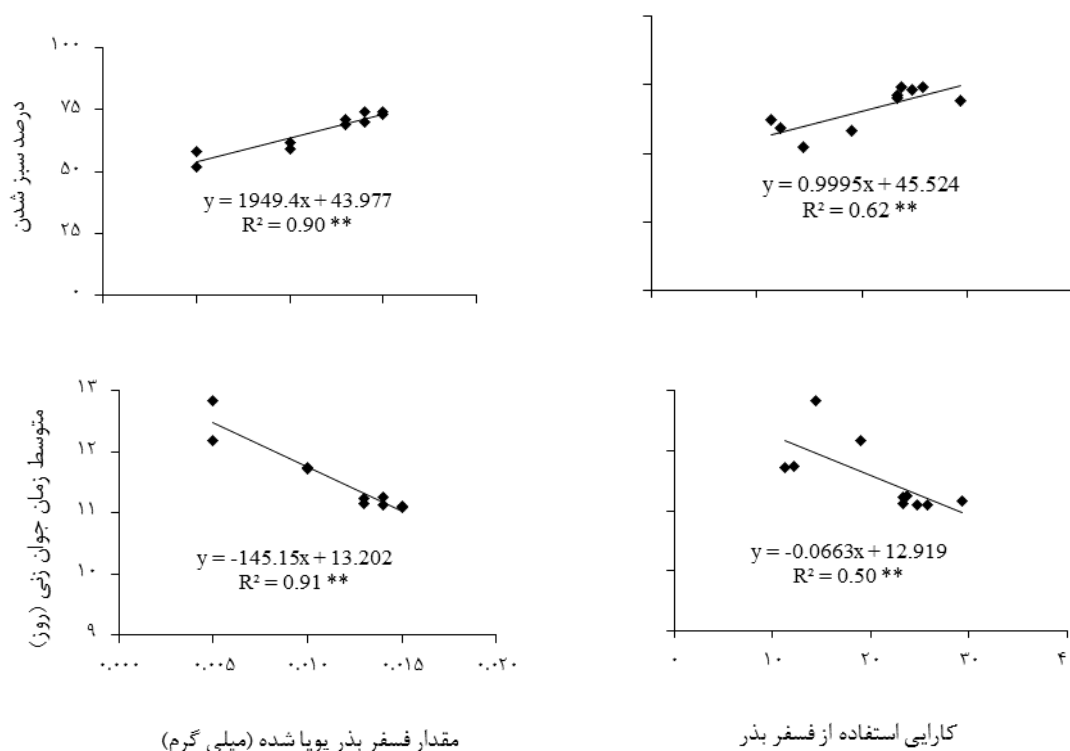 درصد سبز شدن
۱۰۰
۷۵
۵۰
۲۵
۰
y = 1949.4x + 43.977
R² = 0.90 **
y = 0.9995x + 45.524
R² = 0.62 **
متوسط زمان جوان زنی (روز)
۱۳
۱۲
۱۱
۱۰
۹
y = -145.15x + 13.202
R² = 0.91 **
y = -0.0663x + 12.919
R² = 0.50 **
۰.۰۰۰ ۰.۰۰۵ ۰.۰۱۰ ۰.۰۱۵ ۰.۰۲۰
۰ ۱۰ ۲۰ ۳۰ ۴
مقدار فسفر بذر پویا شده (میلی گرم)
کارایی استفاده از فسفر بذر